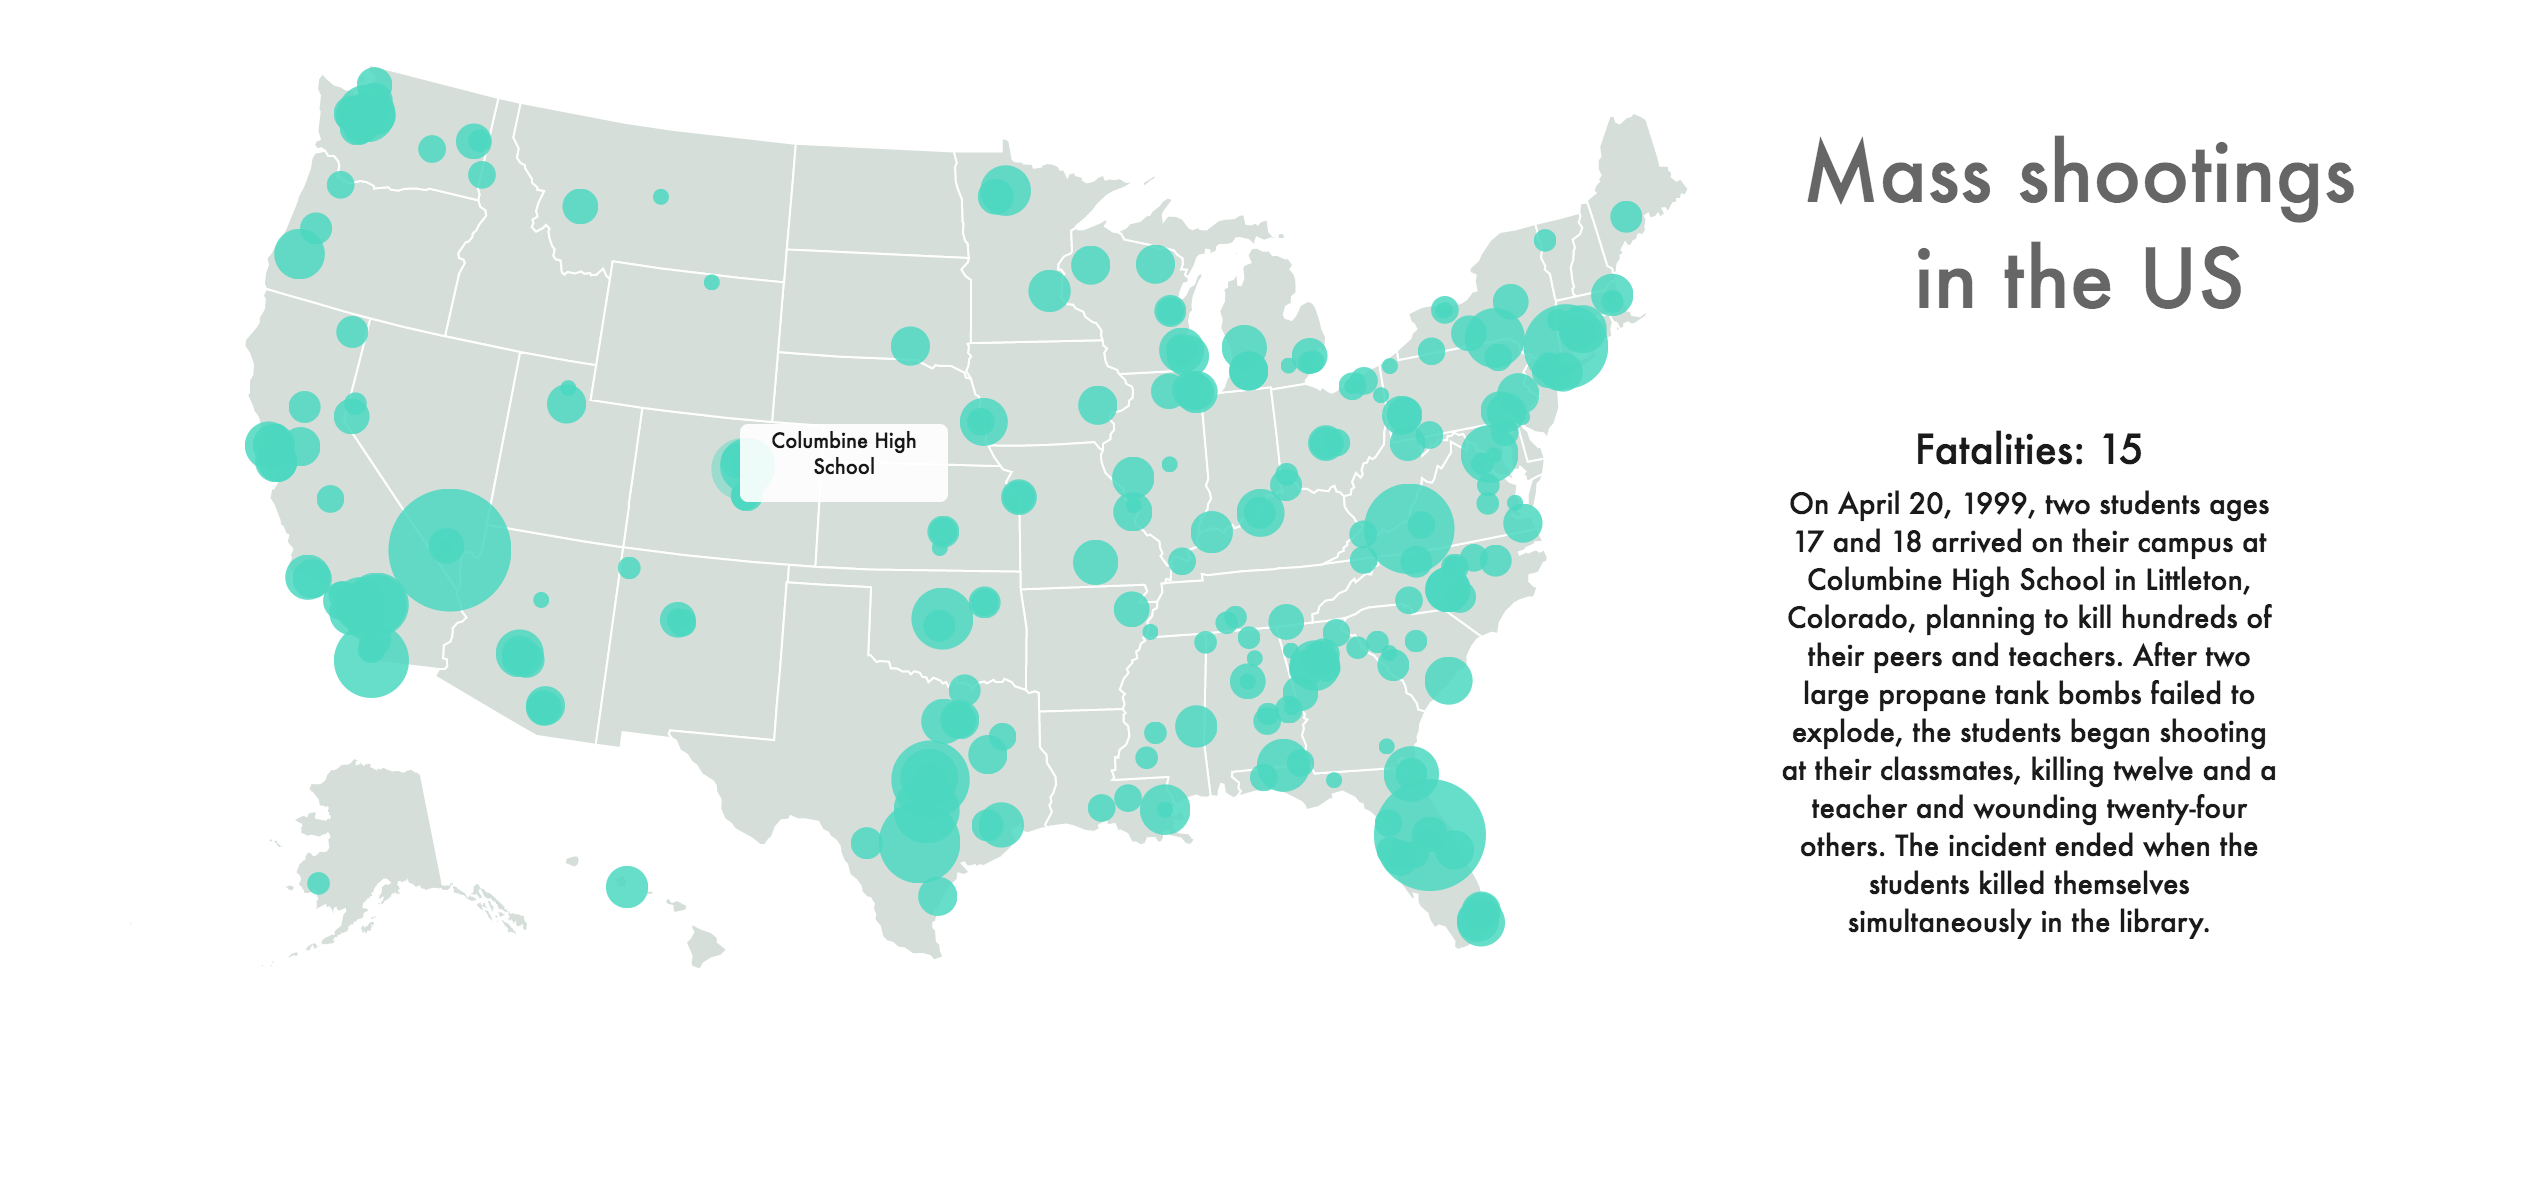 Mass shootings
in the US
Columbine High
School
Fatalities: 15
On April 20, 1999, two students ages
17 and 18 arrived on their campus at
Columbine High School in Littleton,
Colorado, planning to kill hundreds of
their peers and teachers. After two
large propane tank bombs failed to
explode, the students began shooting
at their classmates, killing twelve and a
teacher and wounding twenty-four
others. The incident ended when the
students killed themselves
simultaneously in the library.